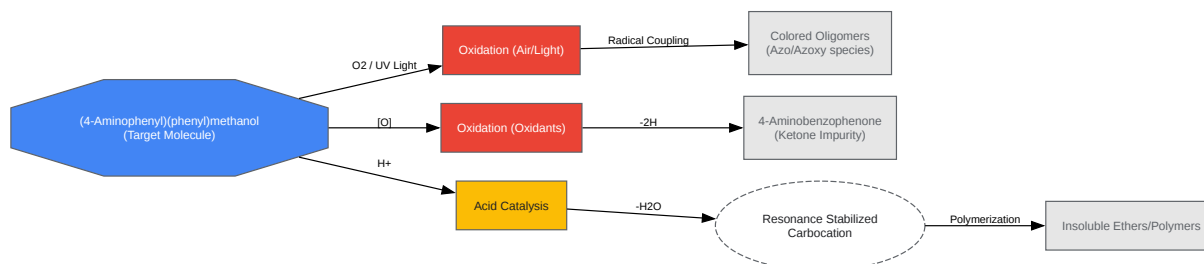 O2 / UV Light
Oxidation (Air/Light)
Radical Coupling
Colored Oligomers
(Azo/Azoxy species)
(4-Aminophenyl)(phenyl)methanol
(Target Molecule)
[O]
Oxidation (Oxidants)
-2H
4-Aminobenzophenone
(Ketone Impurity)
H+
Acid Catalysis
-H2O
Resonance Stabilized
Carbocation
Polymerization
Insoluble Ethers/Polymers